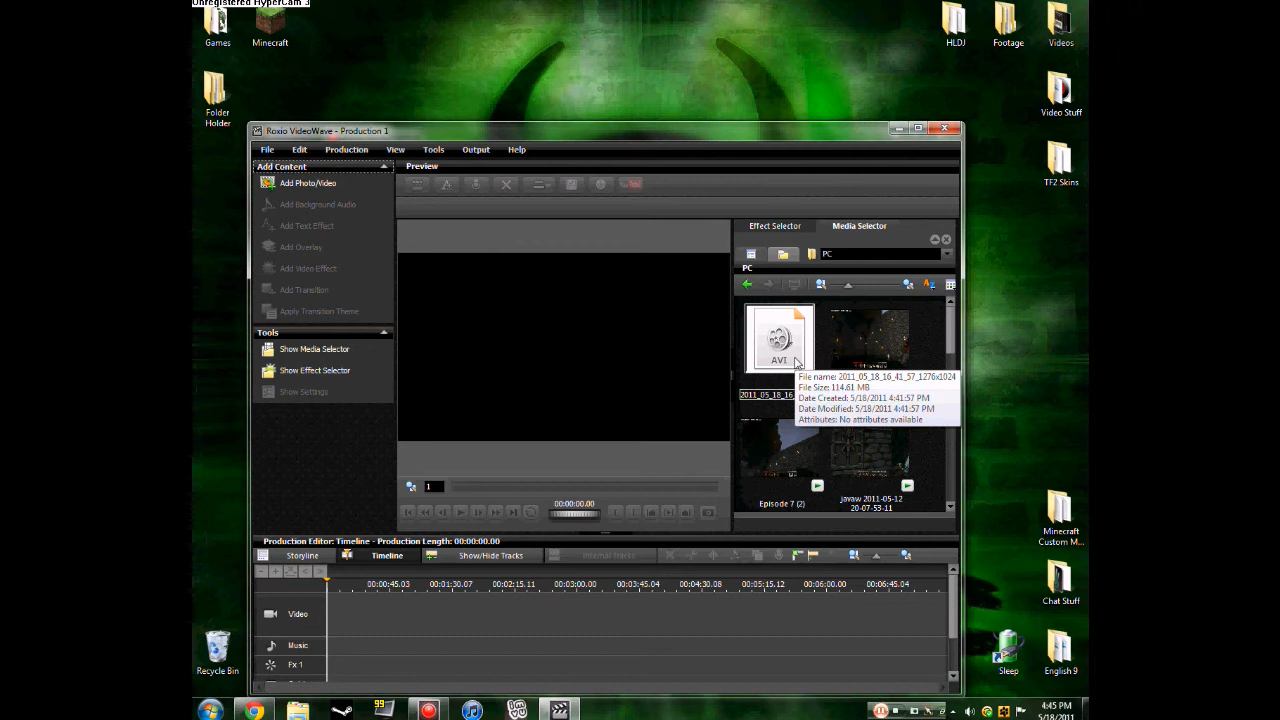 Unregistered HyperCam 3
Games
Minecraft
HLDJ
Footage
Videos
Folder
Holder
Video Stuff
TF2 Skins
Roxio VideoWave - Production 1
File
Edit
Production
View
Tools
Output
Help
Add Content
Preview
Add Photo/Video
Add Background Audio
Add Text Effect
Add Overlay
Add Video Effect
Add Transition
Apply Transition Theme
Tools
Show Media Selector
Show Effect Selector
Show Settings
Effect Selector
Media Selector
PC
PC
AVI
2011_05_18_16
File name: 2011_05_18_16_41_57_1276x1024
File Size: 114.61 MB
Date Created: 5/18/2011 4:41:57 PM
Date Modified: 5/18/2011 4:41:57 PM
Attributes: No attributes available
Episode 7 (2)
javaw 2011-05-12
20-07-53-11
1
00:00:00.00
Production Editor: Timeline - Production Length: 00:00:00.00
Storyline
Timeline
Show/Hide Tracks
Internal Tracks
00:00:45.03
00:01:30.07
00:02:15.11
00:03:00.00
00:03:45.04
00:04:30.08
00:05:15.12
00:06:00.00
00:06:45.04
Video
Music
Fx 1
Minecraft
Custom M...
Chat Stuff
Recycle Bin
Sleep
English 9
99
4:45 PM
5/18/2011